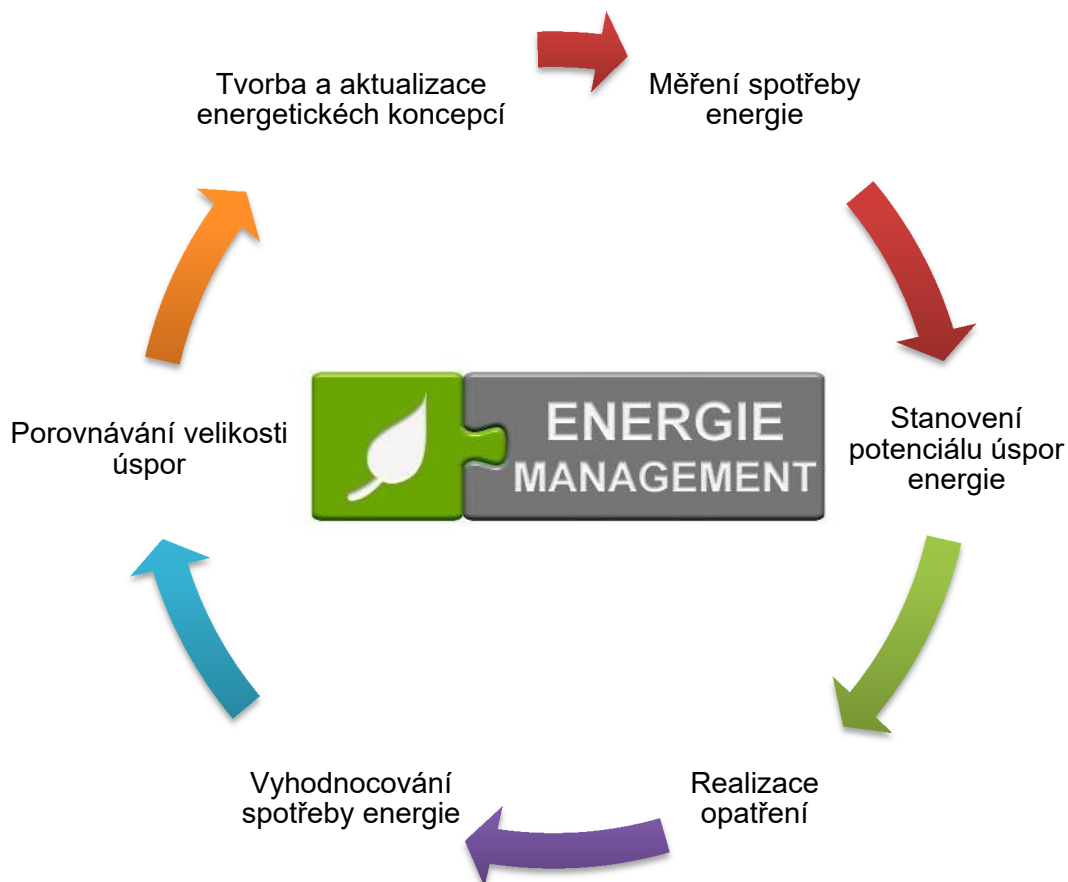 Tvorba a aktualizace
energetickéch koncepcí
Měření spotřeby
energie
Stanovení
potenciálu úspor
energie
Realizace
opatření
Vyhodnocování
spotřeby energie
Porovnávání velikosti
úspor
ENERGIE
MANAGEMENT